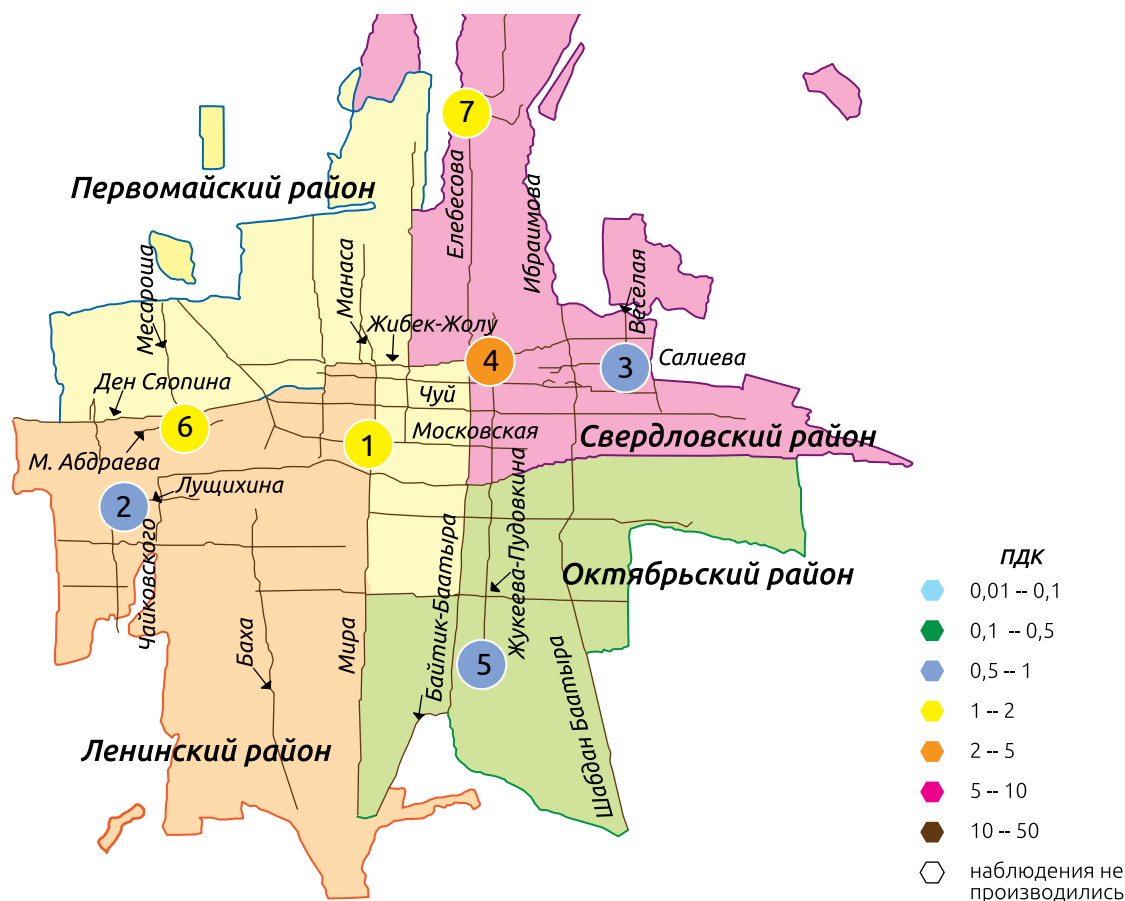 7
Первомайский район
Елебесова
Ибраимова
Месароша
Манаса
Весёлая
Жибек-Жолу
4
3
Салиева
Ден Сяопина
Чуй
6
1
Московская
Свердловский район
М. Абдраева
Лущихина
2
Чайковского
Байтик-Баатыра
Жукеева-Пудовкина
Октябрьский район
Баха
Мира
5
Шабдан Баатыра
Ленинский район
ПДК
0,01 -- 0,1
0,1 -- 0,5
0,5 -- 1
1 -- 2
2 -- 5
5 -- 10
10 -- 50
наблюдения не
производились